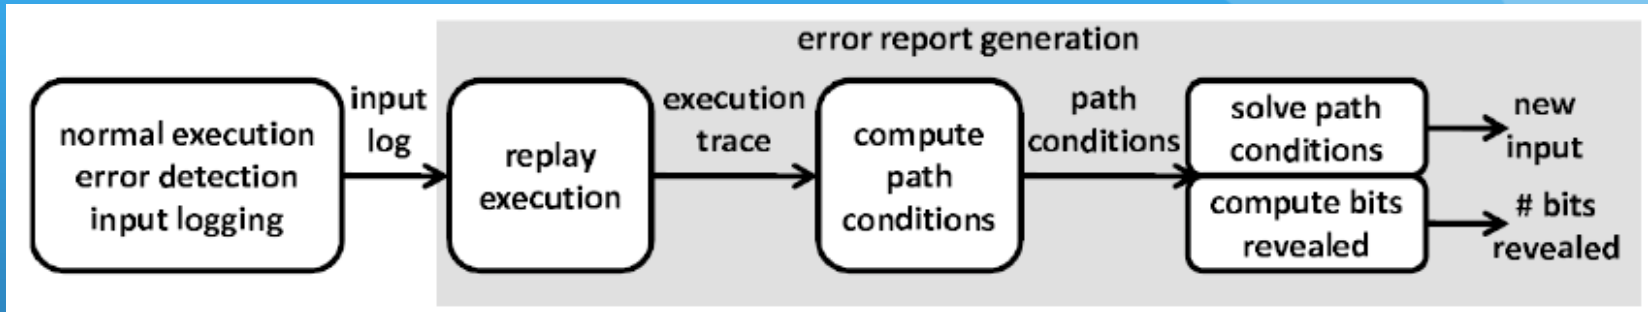 error report generation
normal execution
error detection
input logging
input
log
replay
execution
execution
trace
compute
path
conditions
path
conditions
solve path
conditions
new
input
compute bits
revealed
# bits
revealed